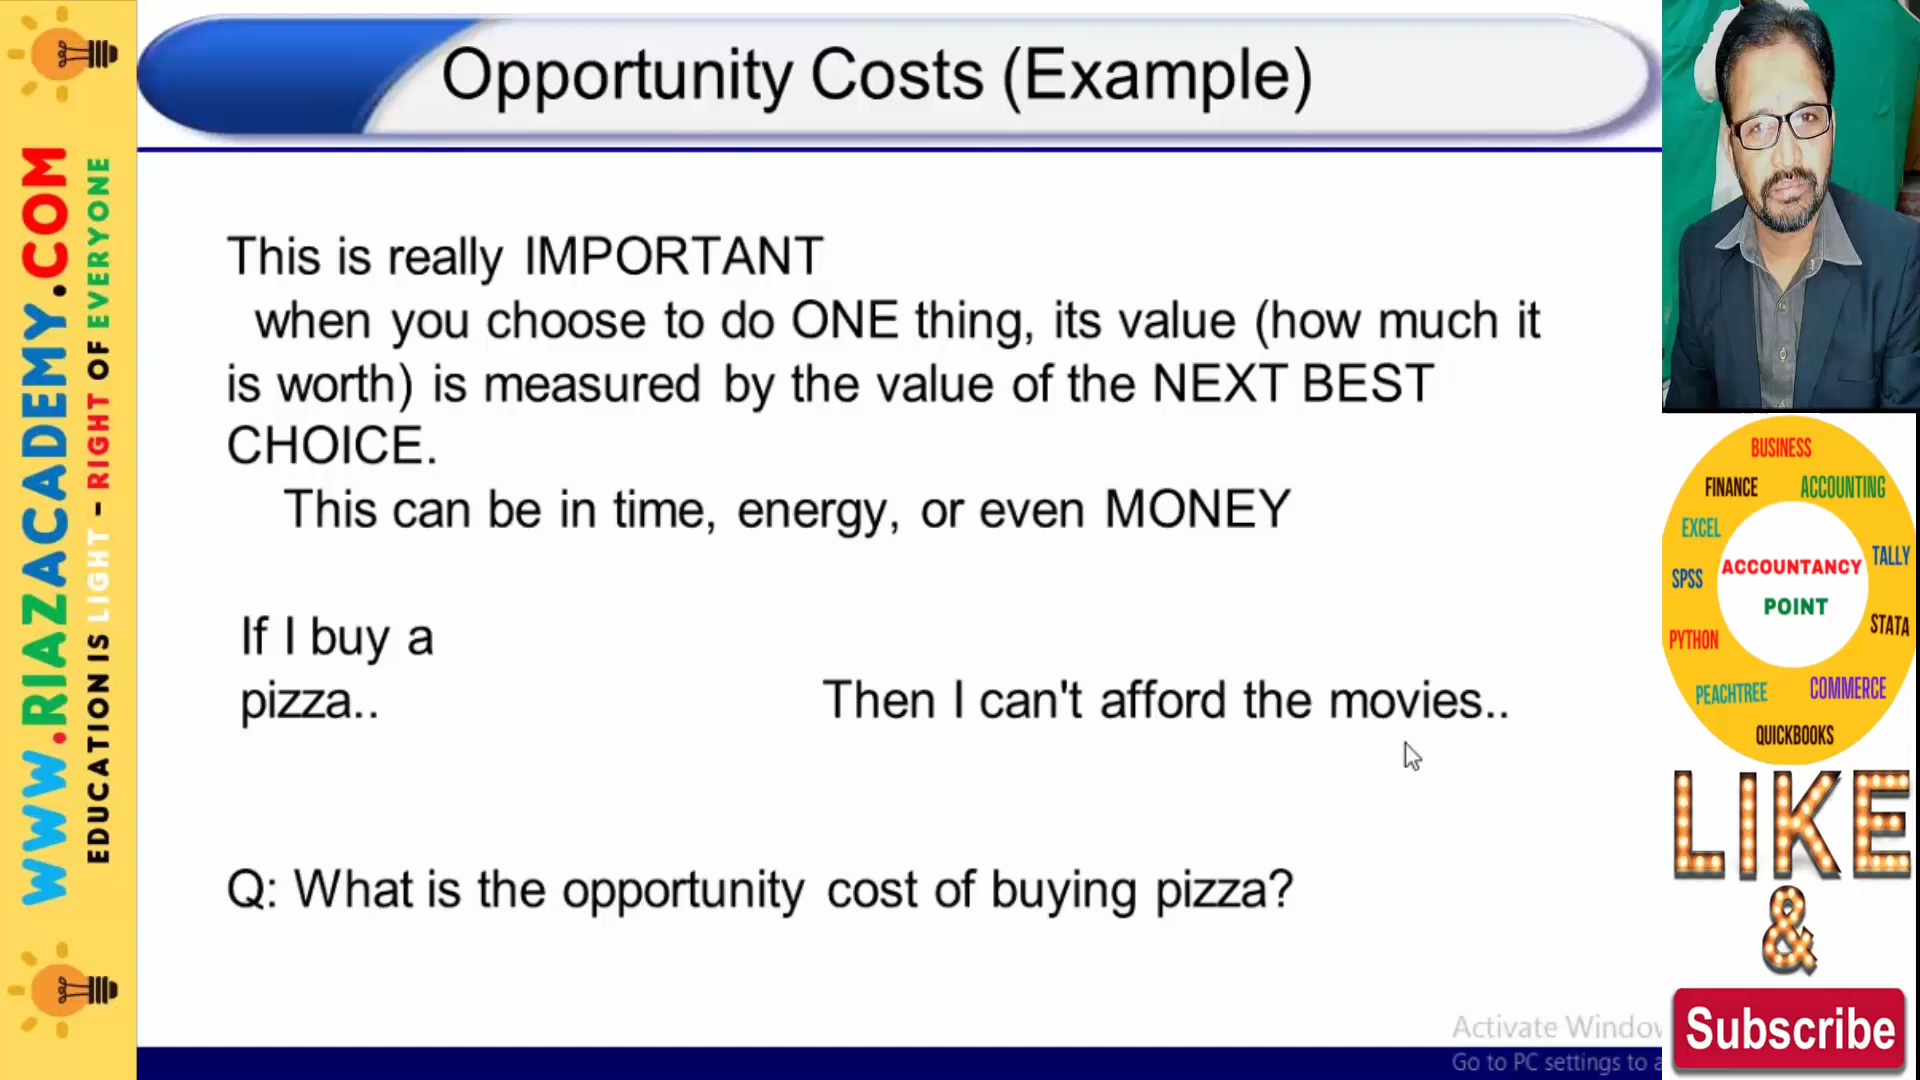 WWW.RIAZACADEMY.COM
EDUCATION IS LIGHT - RIGHT OF EVERYONE
Opportunity Costs (Example)
This is really IMPORTANT
when you choose to do ONE thing, its value (how much it
is worth) is measured by the value of the NEXT BEST
CHOICE.
This can be in time, energy, or even MONEY
If I buy a
pizza..
Then I can't afford the movies..
Q: What is the opportunity cost of buying pizza?
BUSINESS
FINANCE
ACCOUNTING
EXCEL
TALLY
SPSS
ACCOUNTANCY
POINT
STATA
PYTHON
PEACHTREE
COMMERCE
QUICKBOOKS
LIKE
&
Subscribe
Activate Windo
Go to PC settings to a